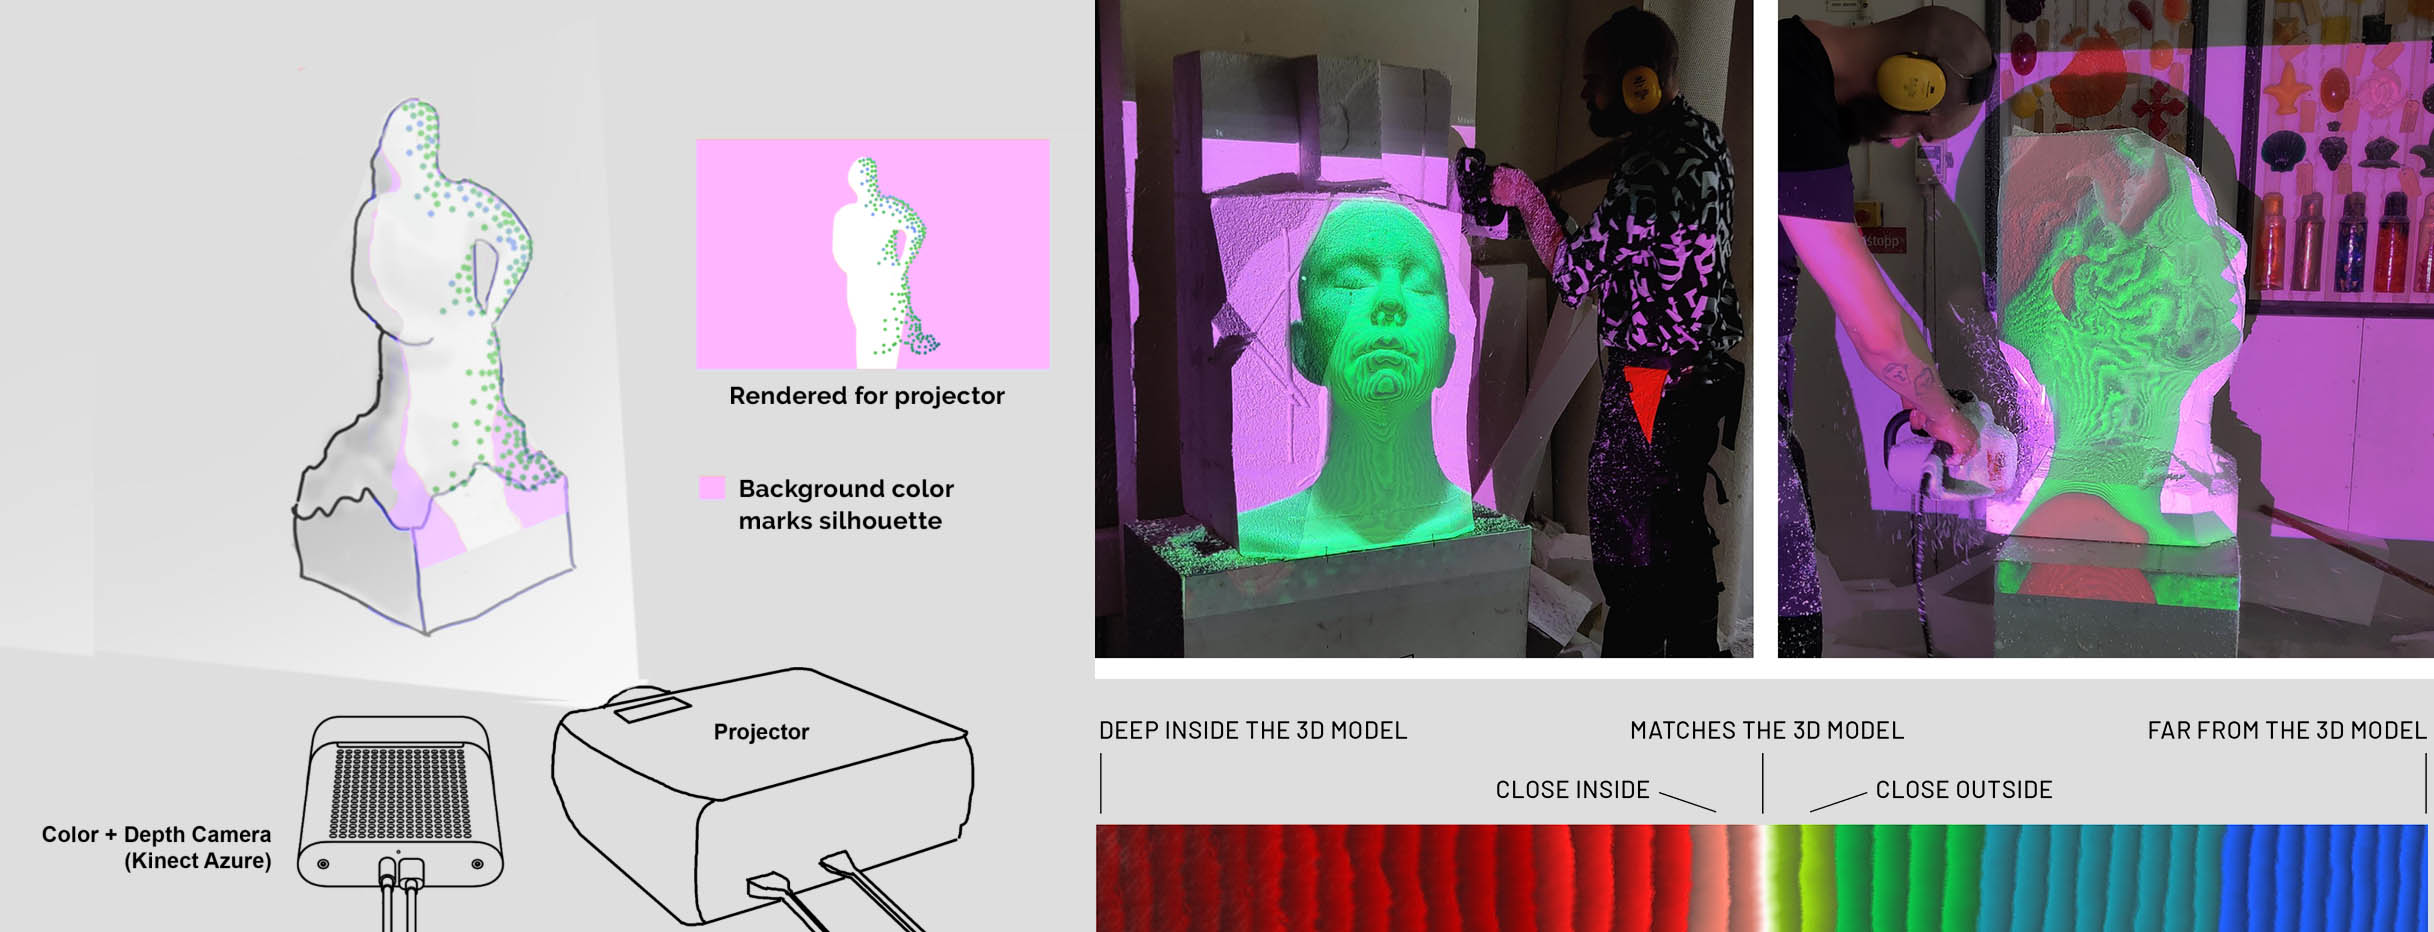 Rendered for projector
Background color
marks silhouette
Projector
Color + Depth Camera
(Kinect Azure)
stopp
DEEP INSIDE THE 3D MODEL
MATCHES THE 3D MODEL
FAR FROM THE 3D MODEL
CLOSE INSIDE
CLOSE OUTSIDE